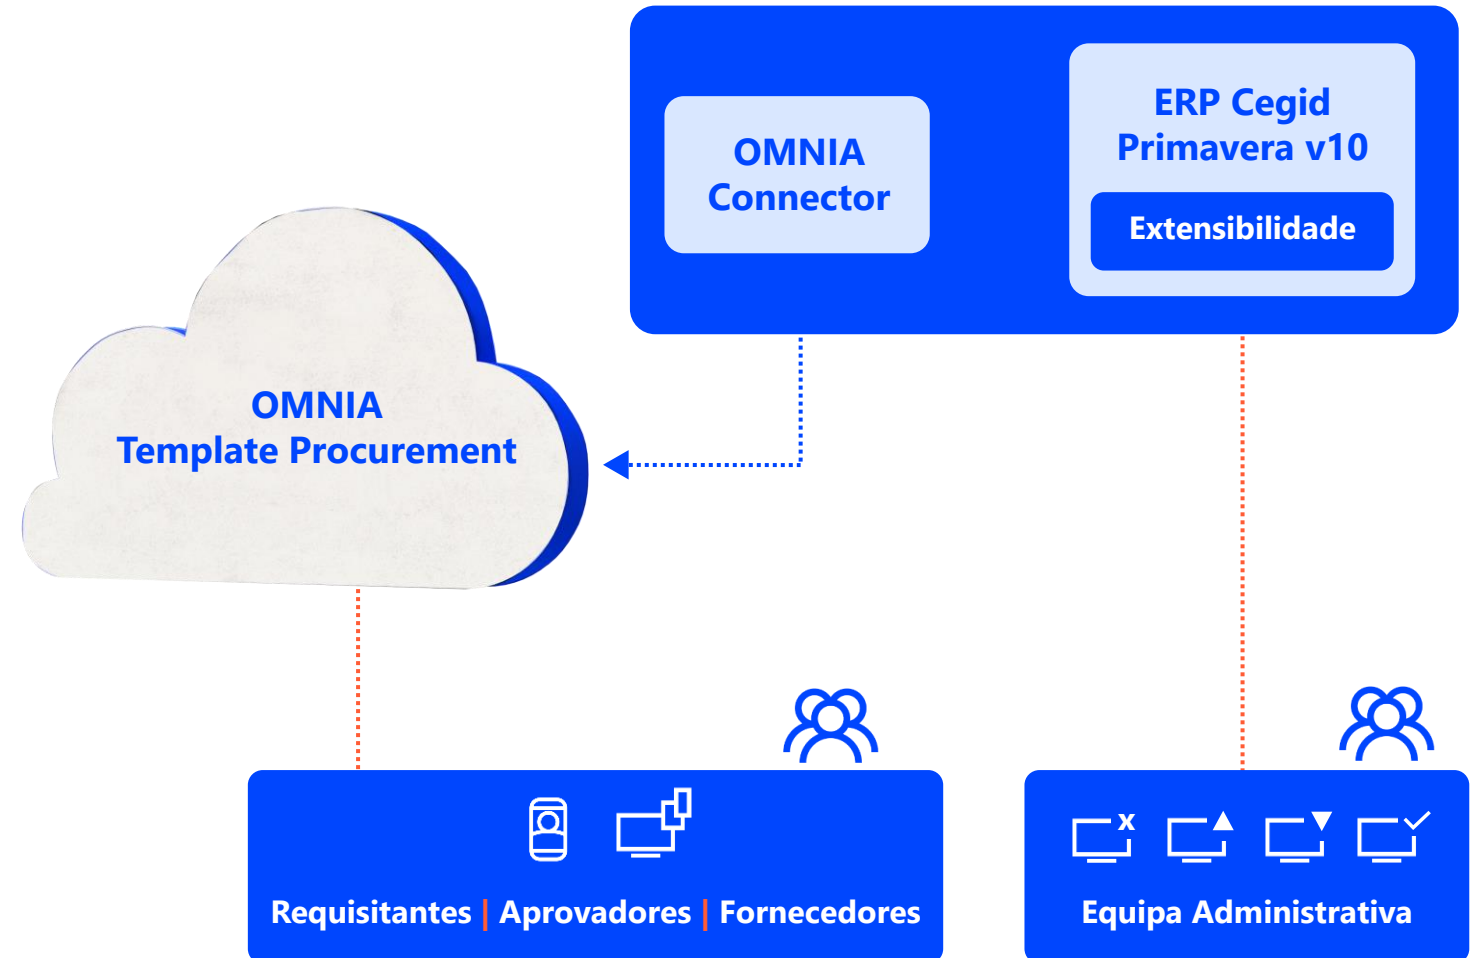 OMNIA
Connector
ERP Cegid
Primavera v10
Extensibilidade
OMNIA
Template Procurement
Requisitantes | Aprovadores | Fornecedores
Equipa Administrativa